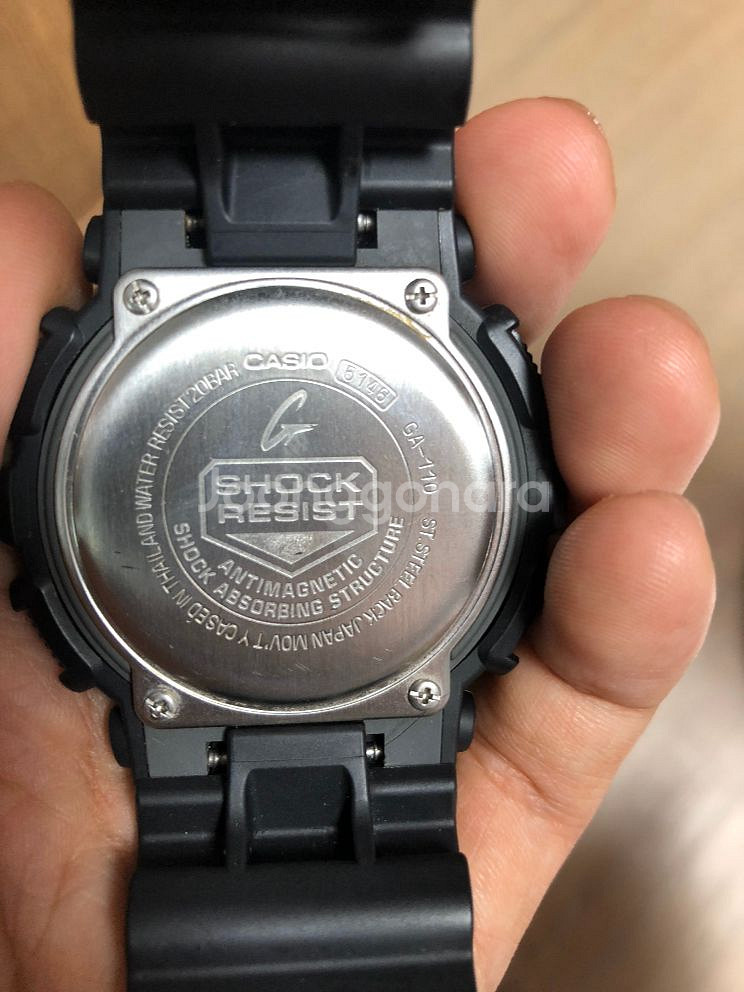 CASIO 5146 GA-110 ST.STEEL BACK JAPAN MOV'T Y CASED IN THAILAND WATER RESIST 20BAR
G
SHOCK
RESIST
ANTIMAGNETIC
SHOCK ABSORBING STRUCTURE
Joonggonara